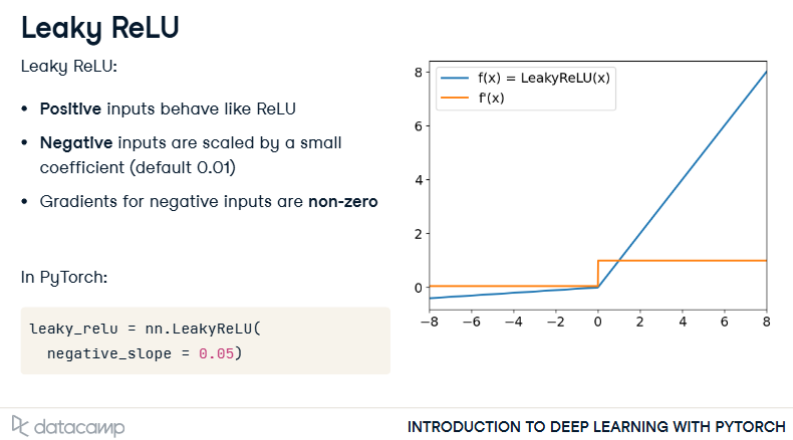 Leaky ReLU
Leaky ReLU:
• Positive inputs behave like ReLU
• Negative inputs are scaled by a small
coefficient (default 0.01)
• Gradients for negative inputs are non-zero
In PyTorch:
leaky_relu = nn.LeakyReLU(
negative_slope = 0.05)
f(x) = LeakyReLU(x)
f'(x)
8
6
4
2
0
−8 −6 −4 −2 0 2 4 6 8
datacamp
INTRODUCTION TO DEEP LEARNING WITH PYTORCH